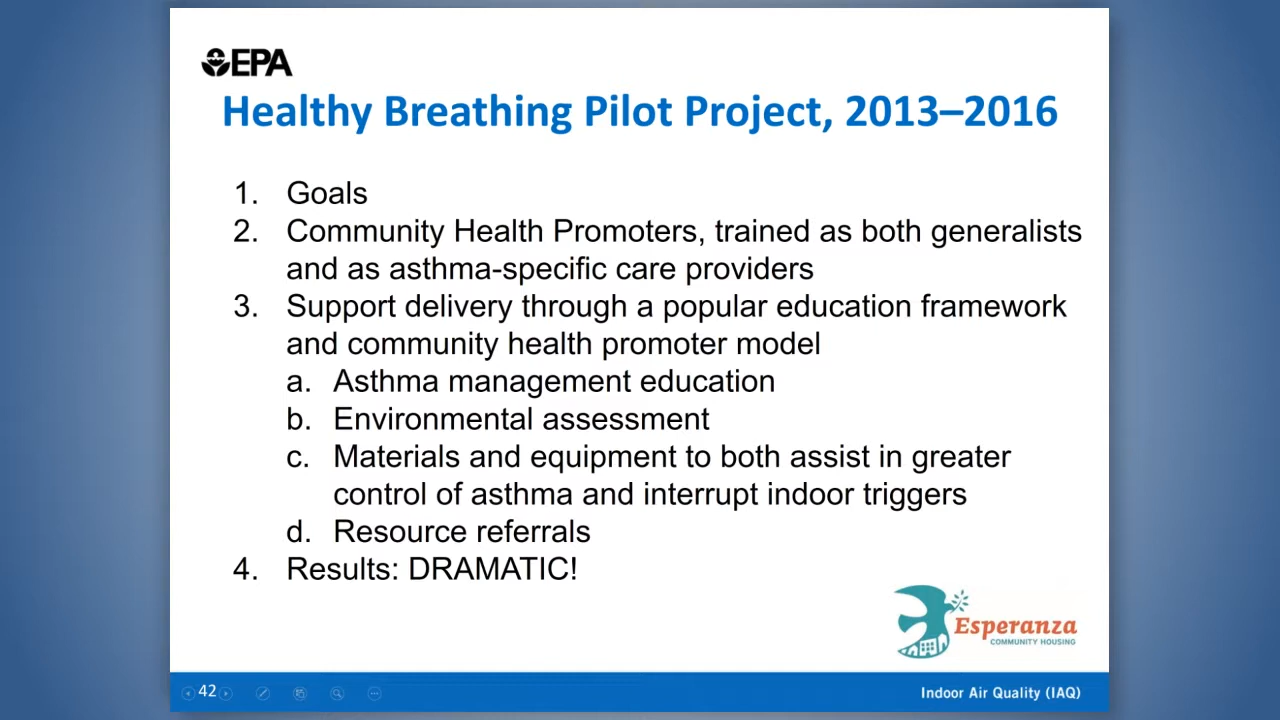 EPA
Healthy Breathing Pilot Project, 2013–2016
1. Goals
2. Community Health Promoters, trained as both generalists
and as asthma-specific care providers
3. Support delivery through a popular education framework
and community health promoter model
a. Asthma management education
b. Environmental assessment
c. Materials and equipment to both assist in greater
control of asthma and interrupt indoor triggers
d. Resource referrals
4. Results: DRAMATIC!
Esperanza
COMMUNITY HOUSING
42
Indoor Air Quality (IAQ)